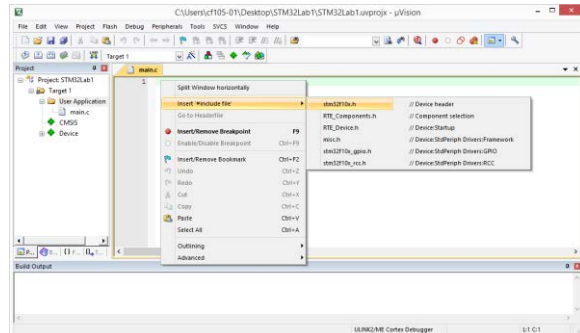 C:\Users\cf105-01\Desktop\STM32Lab1\STM32Lab1.uvprojx - µVision
File Edit View Project Flash Debug Peripherals Tools SVCS Window Help
Target 1
Project
main.c
Project: STM32Lab1
Target 1
User Application
main.c
CMSIS
Device
1
Split Window horizontally
Insert '#include file'
Go to Headerfile
Insert/Remove Breakpoint F9
Enable/Disable Breakpoint Ctrl+F9
Insert/Remove Bookmark Ctrl+F2
Undo Ctrl+Z
Redo Ctrl+Y
Cut Ctrl+X
Copy Ctrl+C
Paste Ctrl+V
Select All Ctrl+A
Outlining
Advanced
stm32f10x.h // Device header
RTE_Components.h // Component selection
RTE_Device.h // Device:Startup
misc.h // Device:StdPeriph Drivers:Framework
stm32f10x_gpio.h // Device:StdPeriph Drivers:GPIO
stm32f10x_rcc.h // Device:StdPeriph Drivers:RCC
Build Output
ULINK2/ME Cortex Debugger L:1 C:1